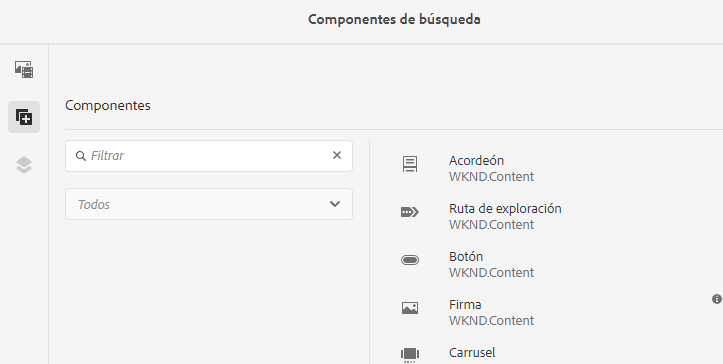 Componentes de búsqueda
Componentes
Filtrar
Todos
Acordeón
WKND.Content
Ruta de exploración
WKND.Content
Botón
WKND.Content
Firma
WKND.Content
Carrusel